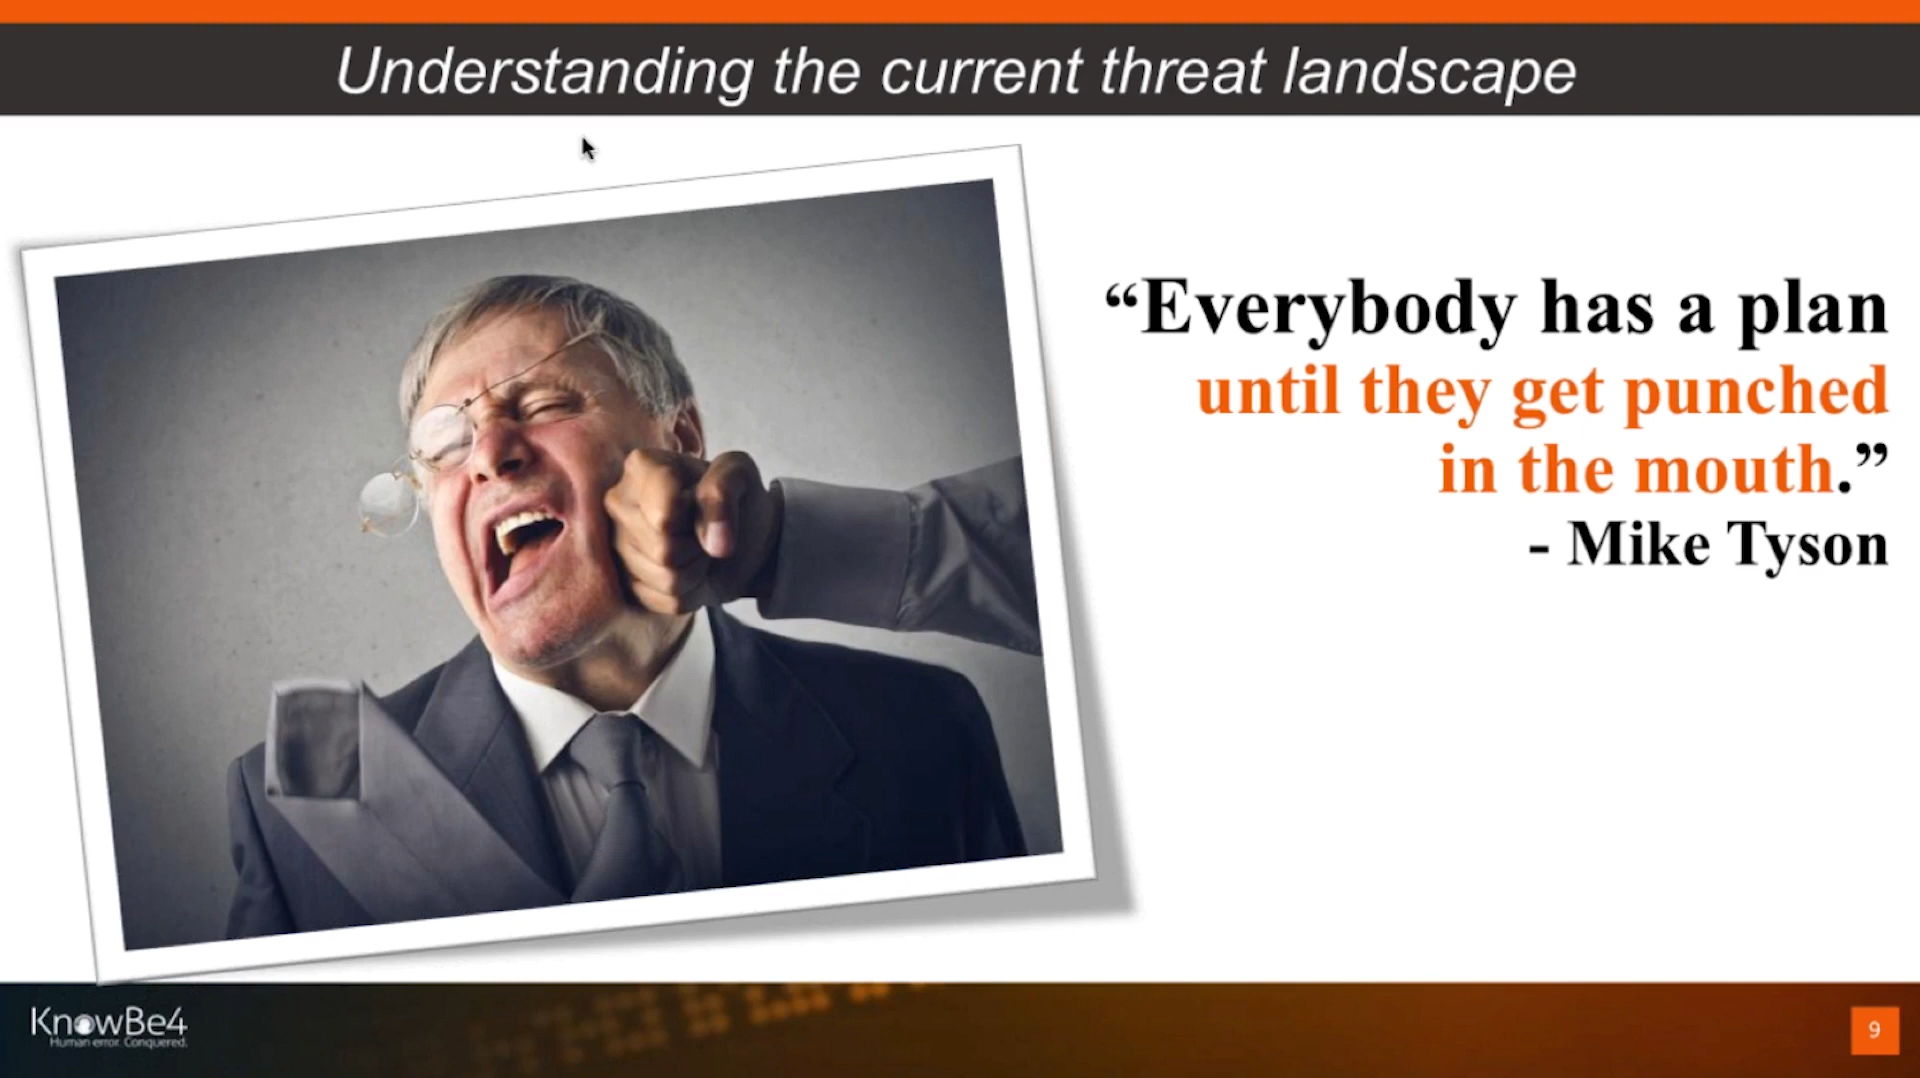 Understanding the current threat landscape
“Everybody has a plan
until they get punched
in the mouth.”
- Mike Tyson
KnowBe4
Human error. Conquered.
9